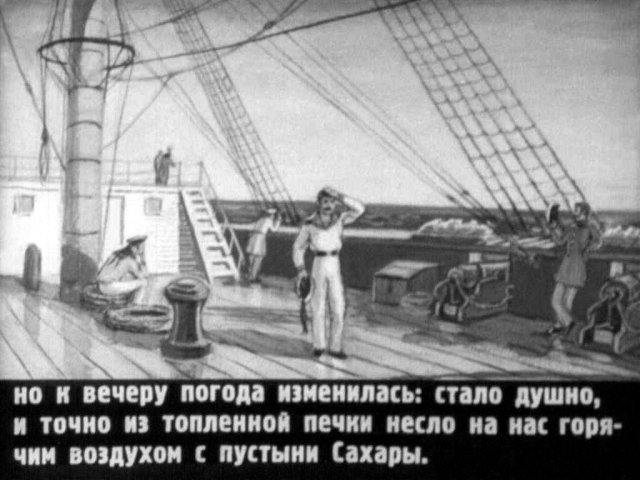 но к вечеру погода изменилась: стало душно,
и точно из топленной печки несло на нас горя-
чим воздухом с пустыни Сахары.